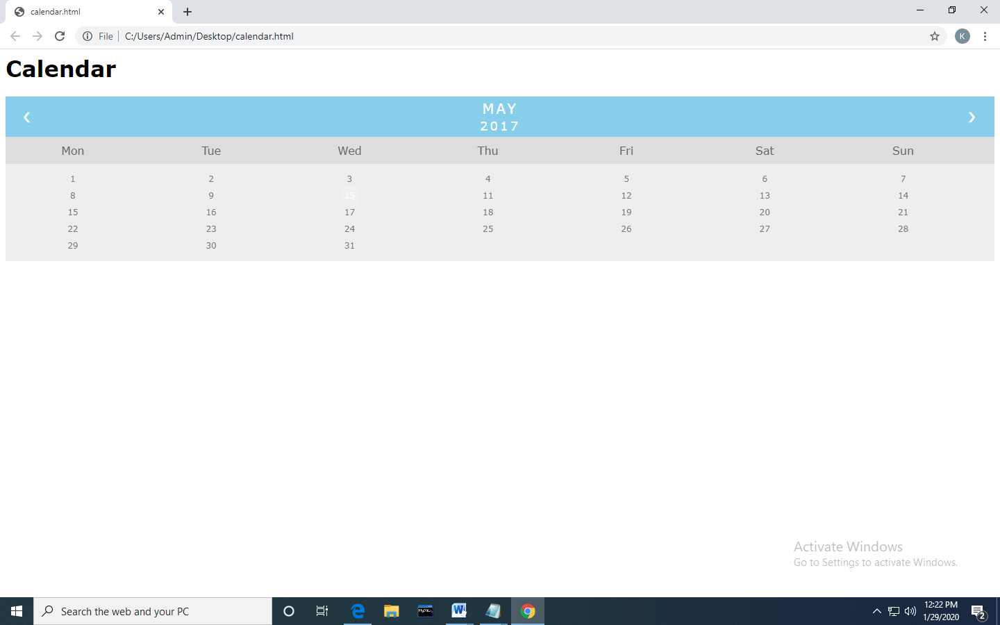 calendar.html
File C:/Users/Admin/Desktop/calendar.html
K
Calendar
‹ MAY ›
2017
Mon Tue Wed Thu Fri Sat Sun
1 2 3 4 5 6 7
8 9 15 11 12 13 14
15 16 17 18 19 20 21
22 23 24 25 26 27 28
29 30 31
Activate Windows
Go to Settings to activate Windows.
Search the web and your PC
MySQL
W
12:22 PM
1/29/2020
2